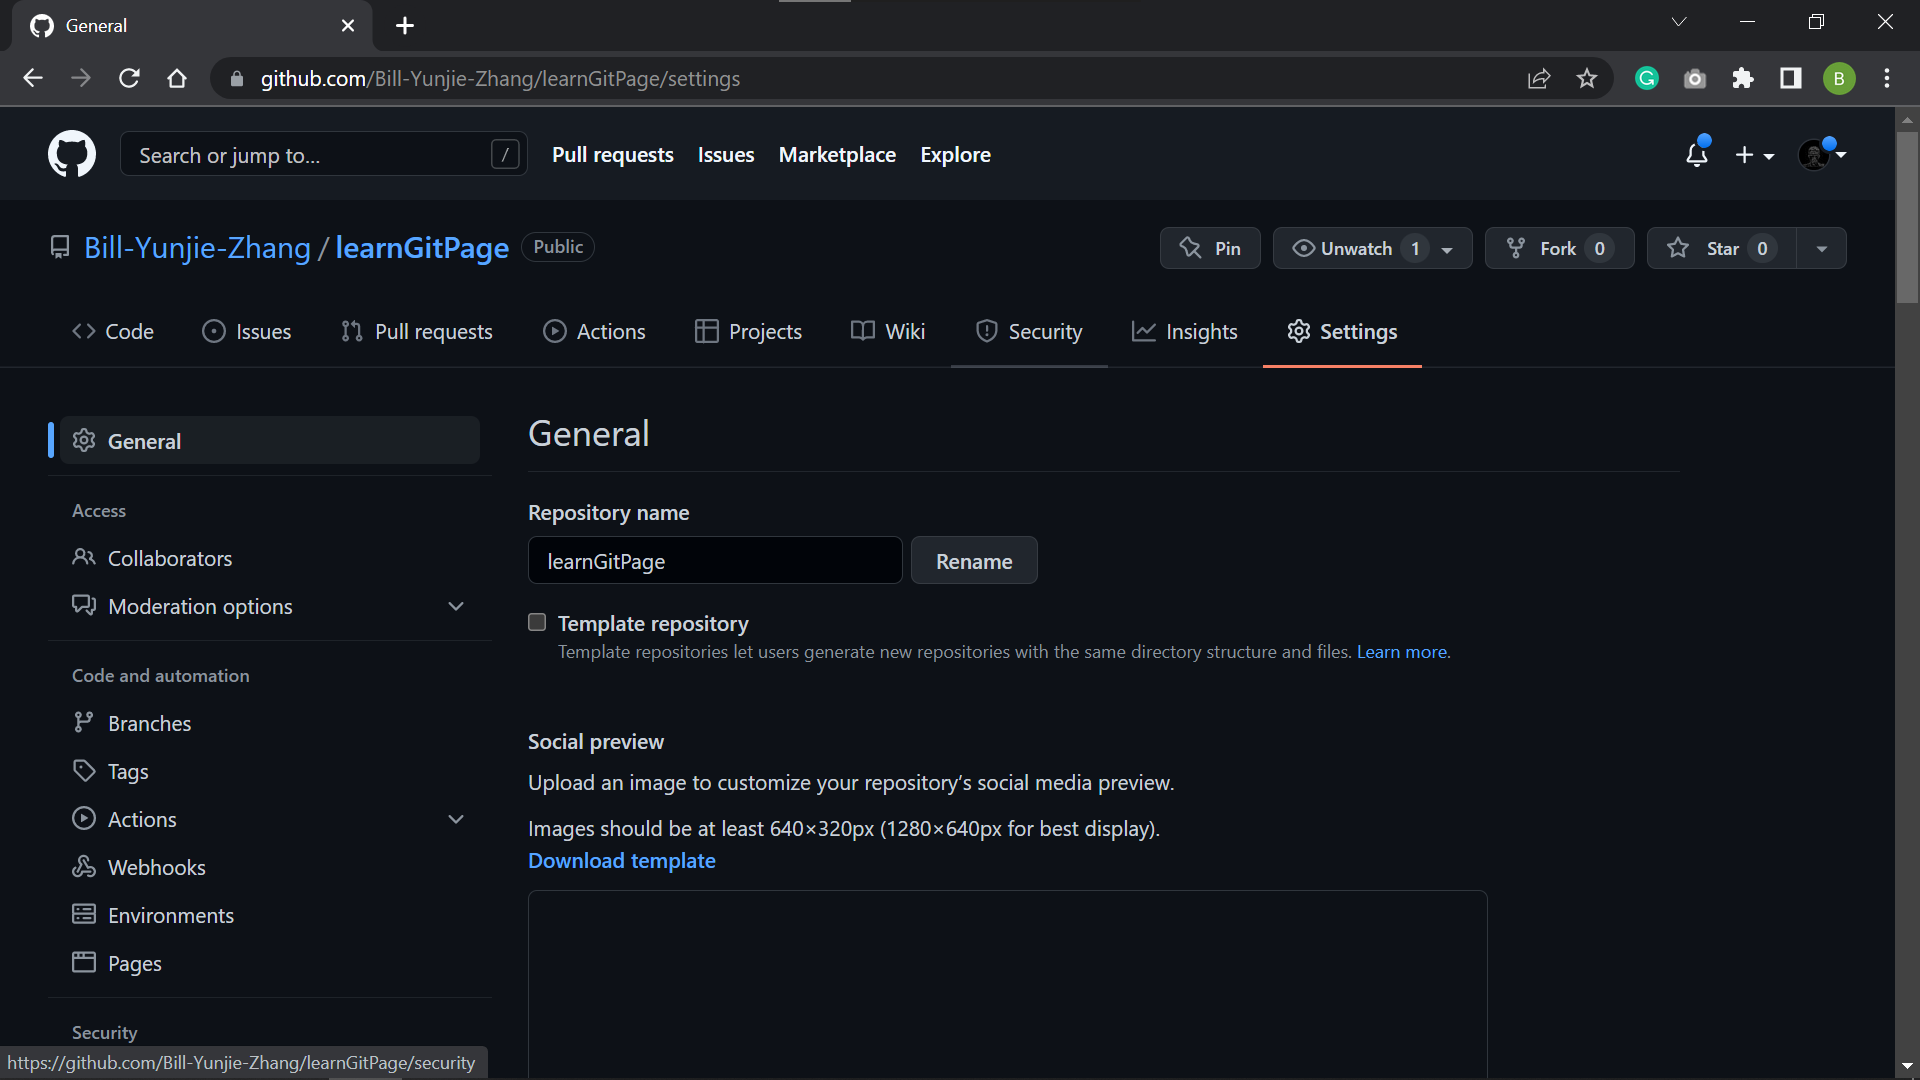 General
github.com/Bill-Yunjie-Zhang/learnGitPage/settings
B
Search or jump to... /
Pull requests Issues Marketplace Explore
Bill-Yunjie-Zhang / learnGitPage Public
Pin Unwatch 1 Fork 0 Star 0
Code Issues Pull requests Actions Projects Wiki Security Insights Settings
General
Access
Collaborators
Moderation options
Code and automation
Branches
Tags
Actions
Webhooks
Environments
Pages
Security
General
Repository name
learnGitPage Rename
Template repository
Template repositories let users generate new repositories with the same directory structure and files. Learn more.
Social preview
Upload an image to customize your repository’s social media preview.
Images should be at least 640×320px (1280×640px for best display).
Download template
https://github.com/Bill-Yunjie-Zhang/learnGitPage/security